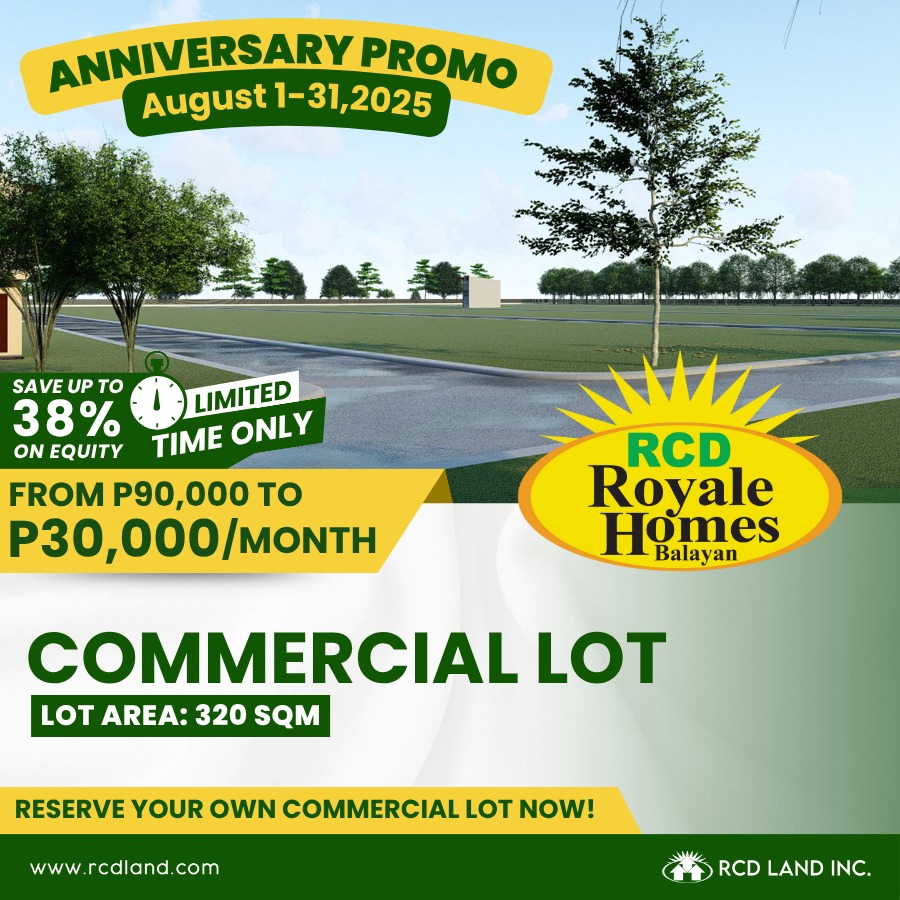 ANNIVERSARY PROMO
August 1-31,2025
SAVE UP TO
38%
ON EQUITY
LIMITED
TIME ONLY
FROM P90,000 TO
P30,000/MONTH
RCD
Royale
Homes
Balayan
COMMERCIAL LOT
LOT AREA: 320 SQM
RESERVE YOUR OWN COMMERCIAL LOT NOW!
www.rcdland.com
RCD LAND INC.